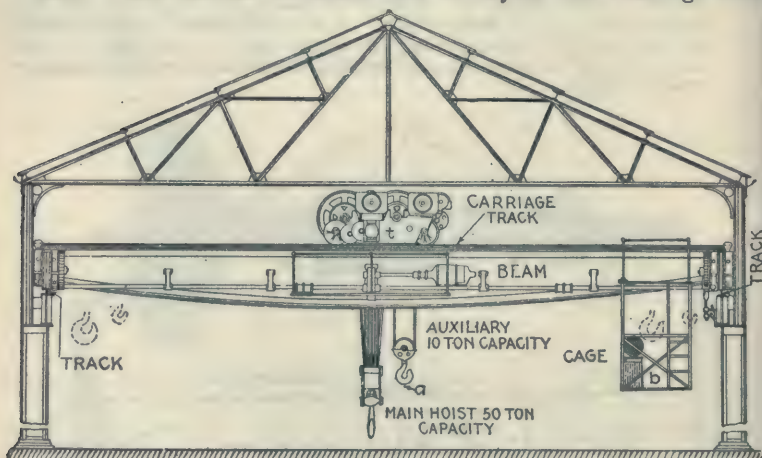 t
CARRIAGE
TRACK
BEAM
TRACK
AUXILIARY
10 TON CAPACITY
CAGE
TRACK
a
b
MAIN HOIST 50 TON
CAPACITY